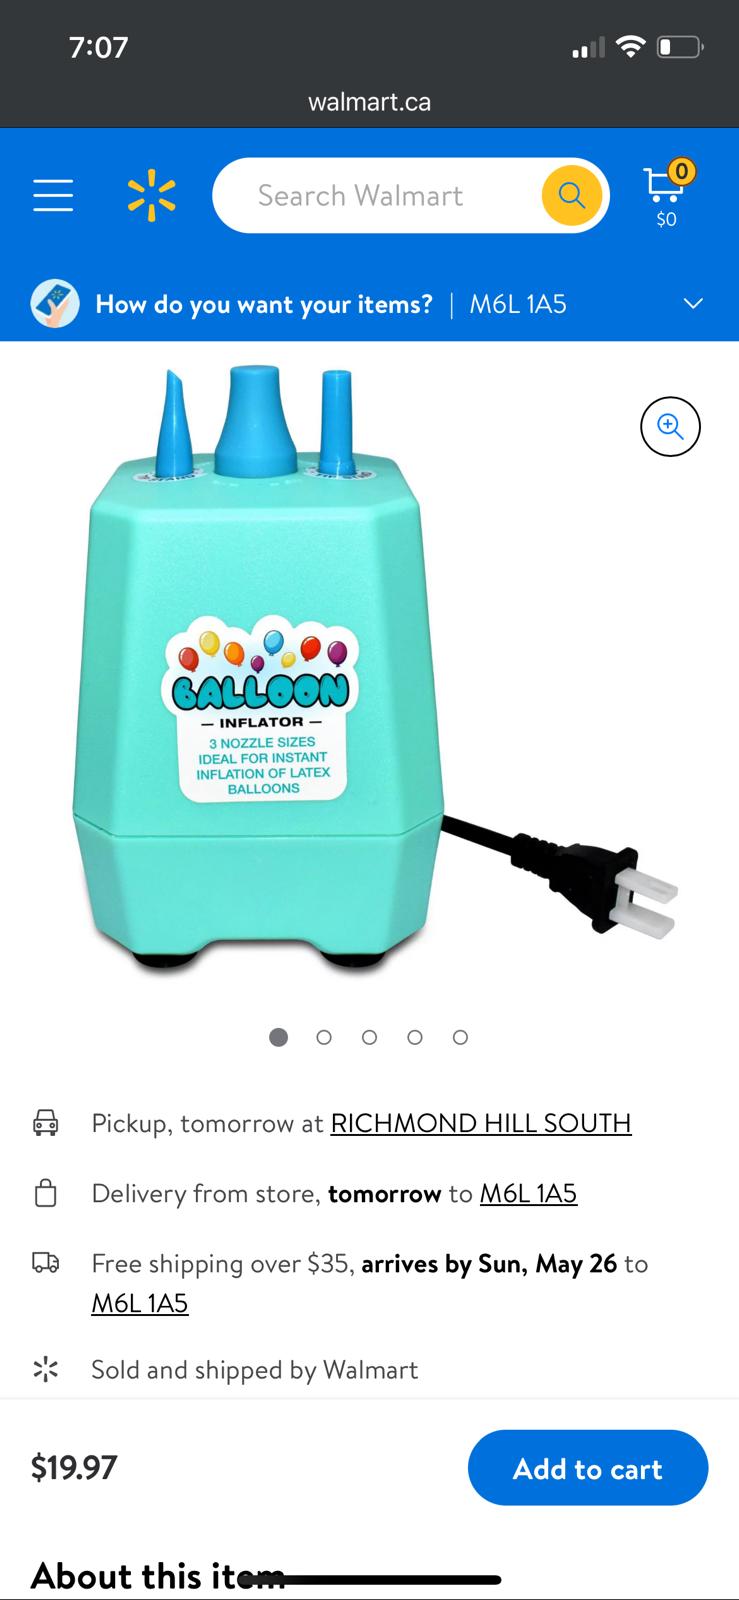 7:07
walmart.ca
Search Walmart
0
$0
How do you want your items? | M6L 1A5
BALLOON
— INFLATOR —
3 NOZZLE SIZES
IDEAL FOR INSTANT
INFLATION OF LATEX
BALLOONS
Pickup, tomorrow at RICHMOND HILL SOUTH
Delivery from store, tomorrow to M6L 1A5
Free shipping over $35, arrives by Sun, May 26 to
M6L 1A5
Sold and shipped by Walmart
$19.97
Add to cart
About this item